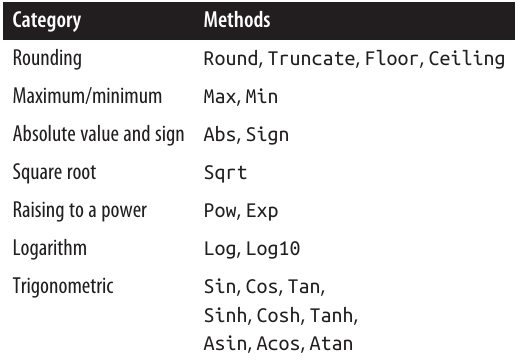 Category Methods
Rounding Round, Truncate, Floor, Ceiling
Maximum/minimum Max, Min
Absolute value and sign Abs, Sign
Square root Sqrt
Raising to a power Pow, Exp
Logarithm Log, Log10
Trigonometric Sin, Cos, Tan,
Sinh, Cosh, Tanh,
Asin, Acos, Atan